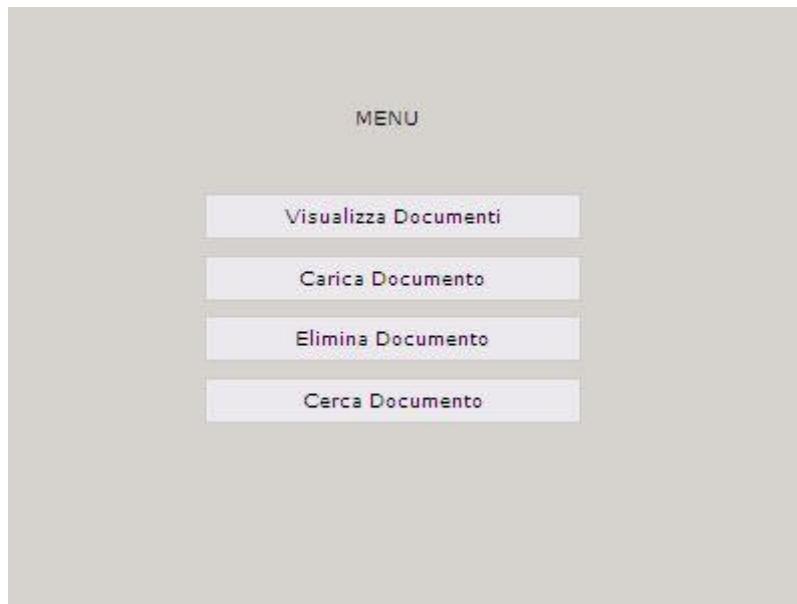 MENU
Visualizza Documenti
Carica Documento
Elimina Documento
Cerca Documento